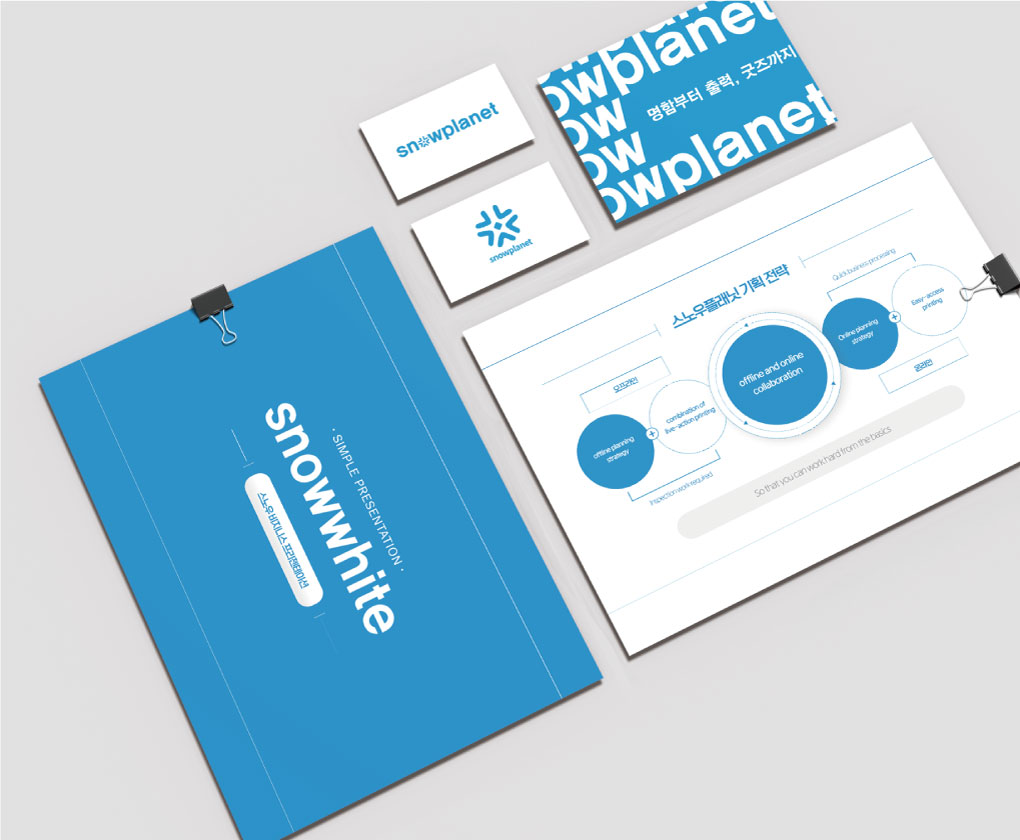 snowplanet
snowplanet
owplanet
ow
ow
owplanet
명함부터 출력, 굿즈까지
스노우플래닛 기획 전략
Quick business processing
Easy-access
printing
Online planning
strategy
온라인
offline and online
collaboration
오프라인
combination of
live-action printing
offline planning
strategy
Inspection work required
So that you can work hard from the basics
· SIMPLE PRESENTATION ·
snowwhite
스노우 비지니스 프리젠테이션